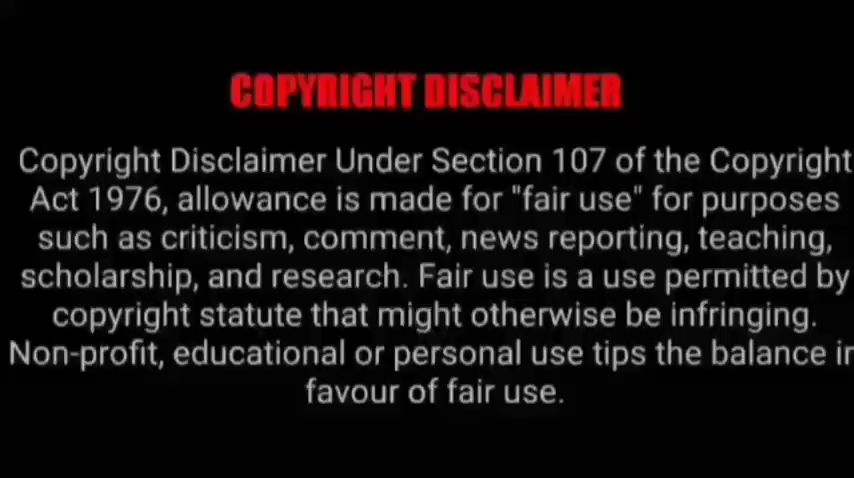 COPYRIGHT DISCLAIMER
Copyright Disclaimer Under Section 107 of the Copyright
Act 1976, allowance is made for "fair use" for purposes
such as criticism, comment, news reporting, teaching,
scholarship, and research. Fair use is a use permitted by
copyright statute that might otherwise be infringing.
Non-profit, educational or personal use tips the balance in
favour of fair use.